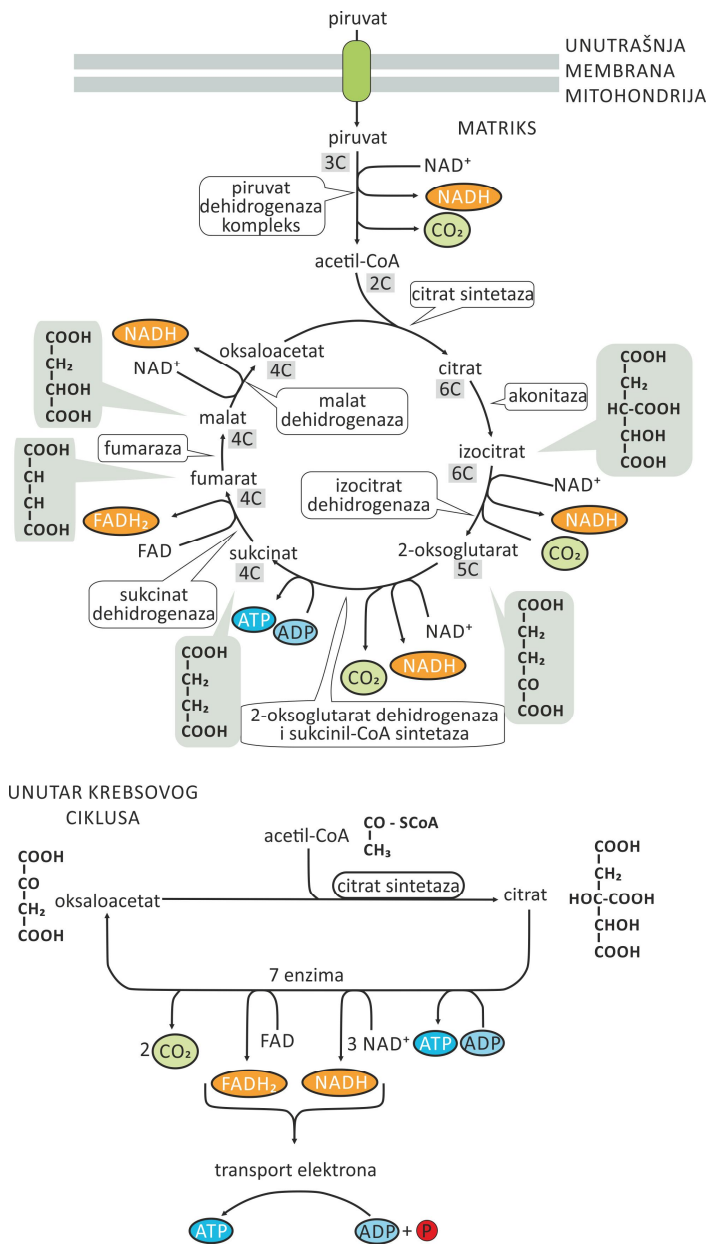 piruvat
UNUTRAŠNJA
MEMBRANA
MITOHONDRIJA
MATRIKS
piruvat
3C
NAD⁺
piruvat
dehidrogenaza
kompleks
NADH
CO₂
acetil-CoA
2C
citrat sintetaza
COOH
CH₂
CHOH
COOH
NADH
NAD⁺
oksaloacetat
4C
citrat
6C
akonitaza
COOH
CH₂
HC-COOH
CHOH
COOH
malat
dehidrogenaza
malat
4C
fumaraza
izocitrat
6C
COOH
CH
CH
COOH
fumarat
4C
izocitrat
dehidrogenaza
NAD⁺
NADH
CO₂
FADH₂
FAD
sukcinat
4C
2-oksoglutarat
5C
sukcinat
dehidrogenaza
ATP
ADP
CO₂
NADH
NAD⁺
COOH
CH₂
CH₂
CO
COOH
COOH
CH₂
CH₂
COOH
2-oksoglutarat dehidrogenaza
i sukcinil-CoA sintetaza
UNUTAR KREBSOVOG
CIKLUSA
acetil-CoA
CO - SCoA
CH₃
COOH
CO
CH₂
COOH
oksaloacetat
citrat sintetaza
citrat
COOH
CH₂
HOC-COOH
CHOH
COOH
7 enzima
2 CO₂
FAD
FADH₂
3 NAD⁺
NADH
ATP
ADP
transport elektrona
ATP
ADP + P